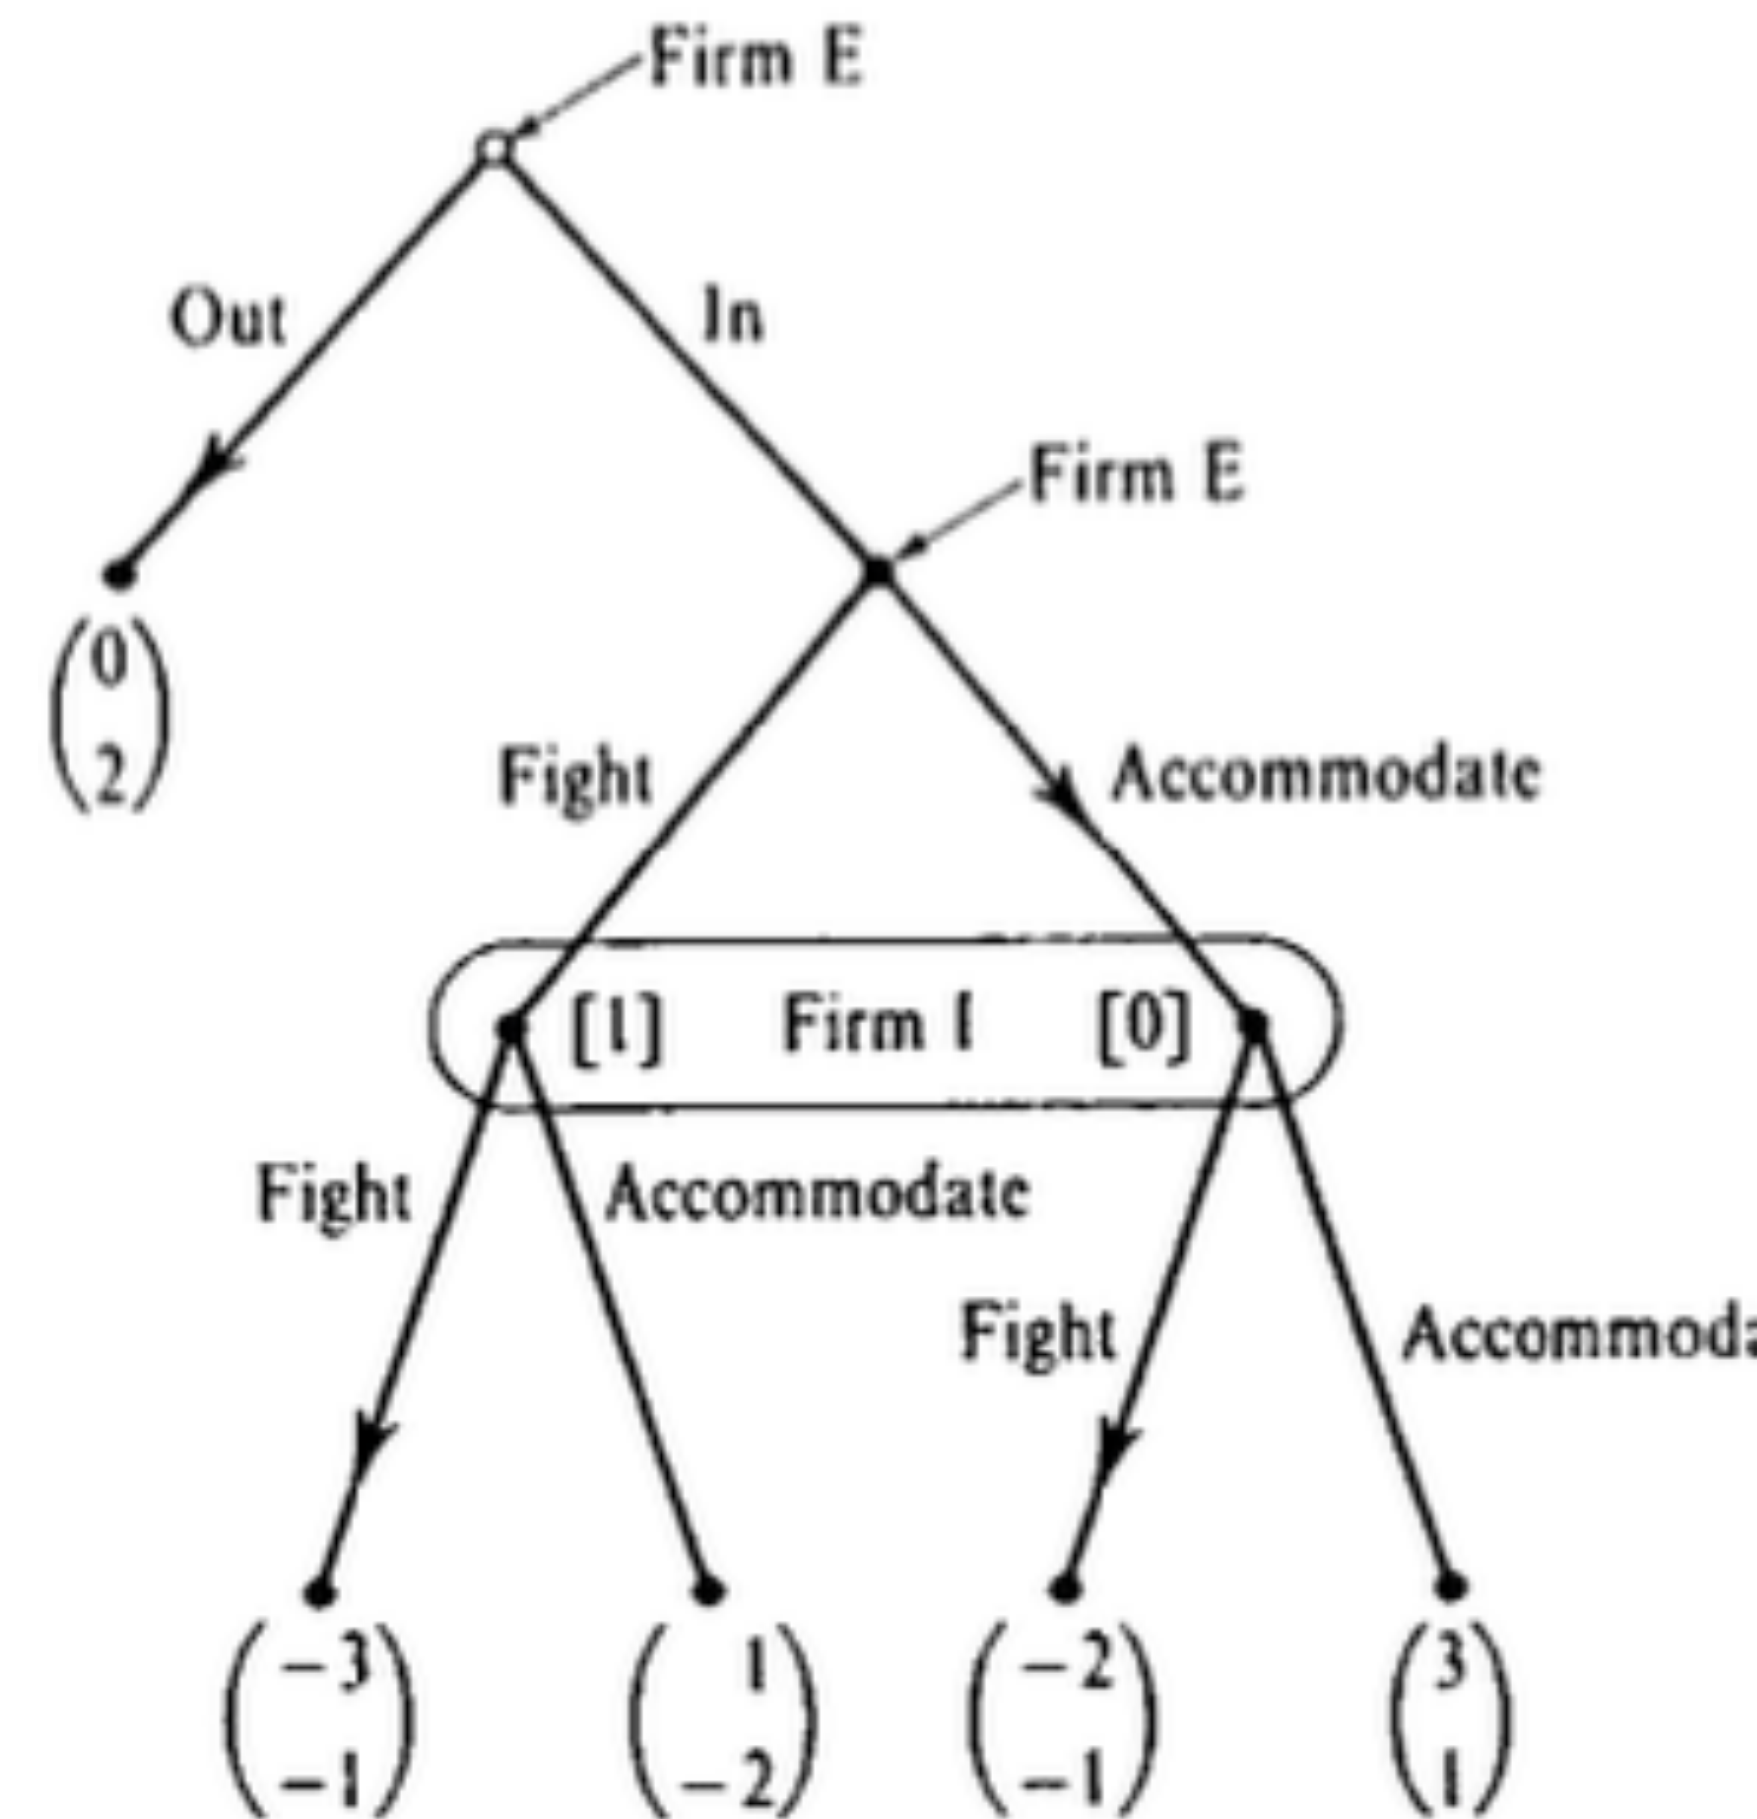 Firm E
Out In
Firm E
0
2
Fight Accommodate
[1] Firm I [0]
Fight Accommodate
Fight Accommoda
-3 1 -2 3
-1 -2 -1 1